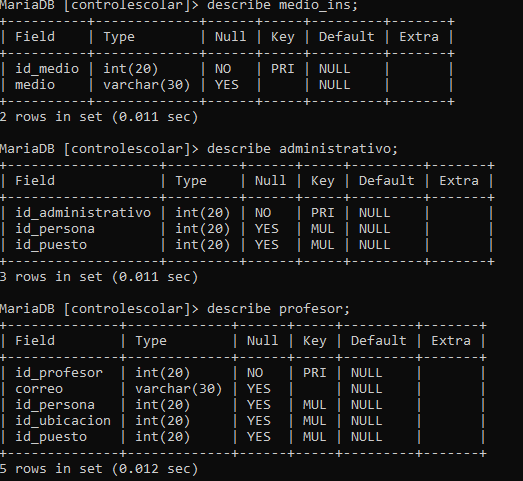 MariaDB [controlescolar]> describe medio_ins;
+----------+-------------+------+-----+---------+-------+
| Field    | Type        | Null | Key | Default | Extra |
+----------+-------------+------+-----+---------+-------+
| id_medio | int(20)     | NO   | PRI | NULL    |       |
| medio    | varchar(30) | YES  |     | NULL    |       |
+----------+-------------+------+-----+---------+-------+
2 rows in set (0.011 sec)
MariaDB [controlescolar]> describe administrativo;
+-------------------+---------+------+-----+---------+-------+
| Field             | Type    | Null | Key | Default | Extra |
+-------------------+---------+------+-----+---------+-------+
| id_administrativo | int(20) | NO   | PRI | NULL    |       |
| id_persona        | int(20) | YES  | MUL | NULL    |       |
| id_puesto         | int(20) | YES  | MUL | NULL    |       |
+-------------------+---------+------+-----+---------+-------+
3 rows in set (0.011 sec)
MariaDB [controlescolar]> describe profesor;
+--------------+-------------+------+-----+---------+-------+
| Field        | Type        | Null | Key | Default | Extra |
+--------------+-------------+------+-----+---------+-------+
| id_profesor  | int(20)     | NO   | PRI | NULL    |       |
| correo       | varchar(30) | YES  |     | NULL    |       |
| id_persona   | int(20)     | YES  | MUL | NULL    |       |
| id_ubicacion | int(20)     | YES  | MUL | NULL    |       |
| id_puesto    | int(20)     | YES  | MUL | NULL    |       |
+--------------+-------------+------+-----+---------+-------+
5 rows in set (0.012 sec)